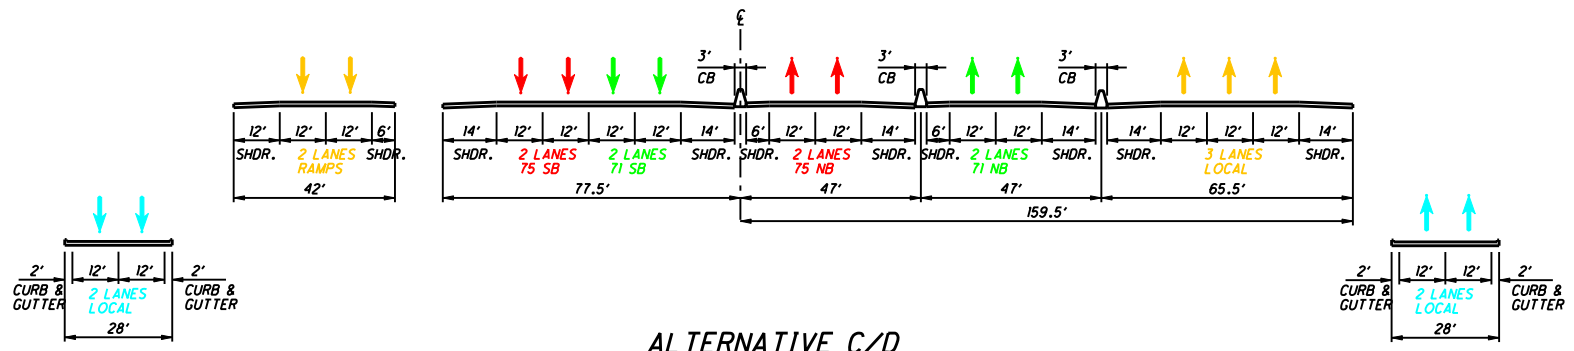 ℄
3' 3' 3'
CB CB CB
12' 12' 12' 6' 14' 12' 12' 12' 12' 14' 6' 12' 12' 14' 6' 12' 12' 14' 14' 12' 12' 12' 14'
SHDR. 2 LANES SHDR. SHDR. 2 LANES 2 LANES SHDR. SHDR. 2 LANES SHDR. SHDR. 2 LANES SHDR. SHDR. 3 LANES SHDR.
RAMPS 75 SB 71 SB 75 NB 71 NB LOCAL
42' 77.5' 47' 47' 65.5'
159.5'
2' 12' 12' 2' 2' 12' 12' 2'
CURB & 2 LANES CURB & CURB & 2 LANES CURB &
GUTTER LOCAL GUTTER GUTTER LOCAL GUTTER
28' 28'
ALTERNATIVE C/D